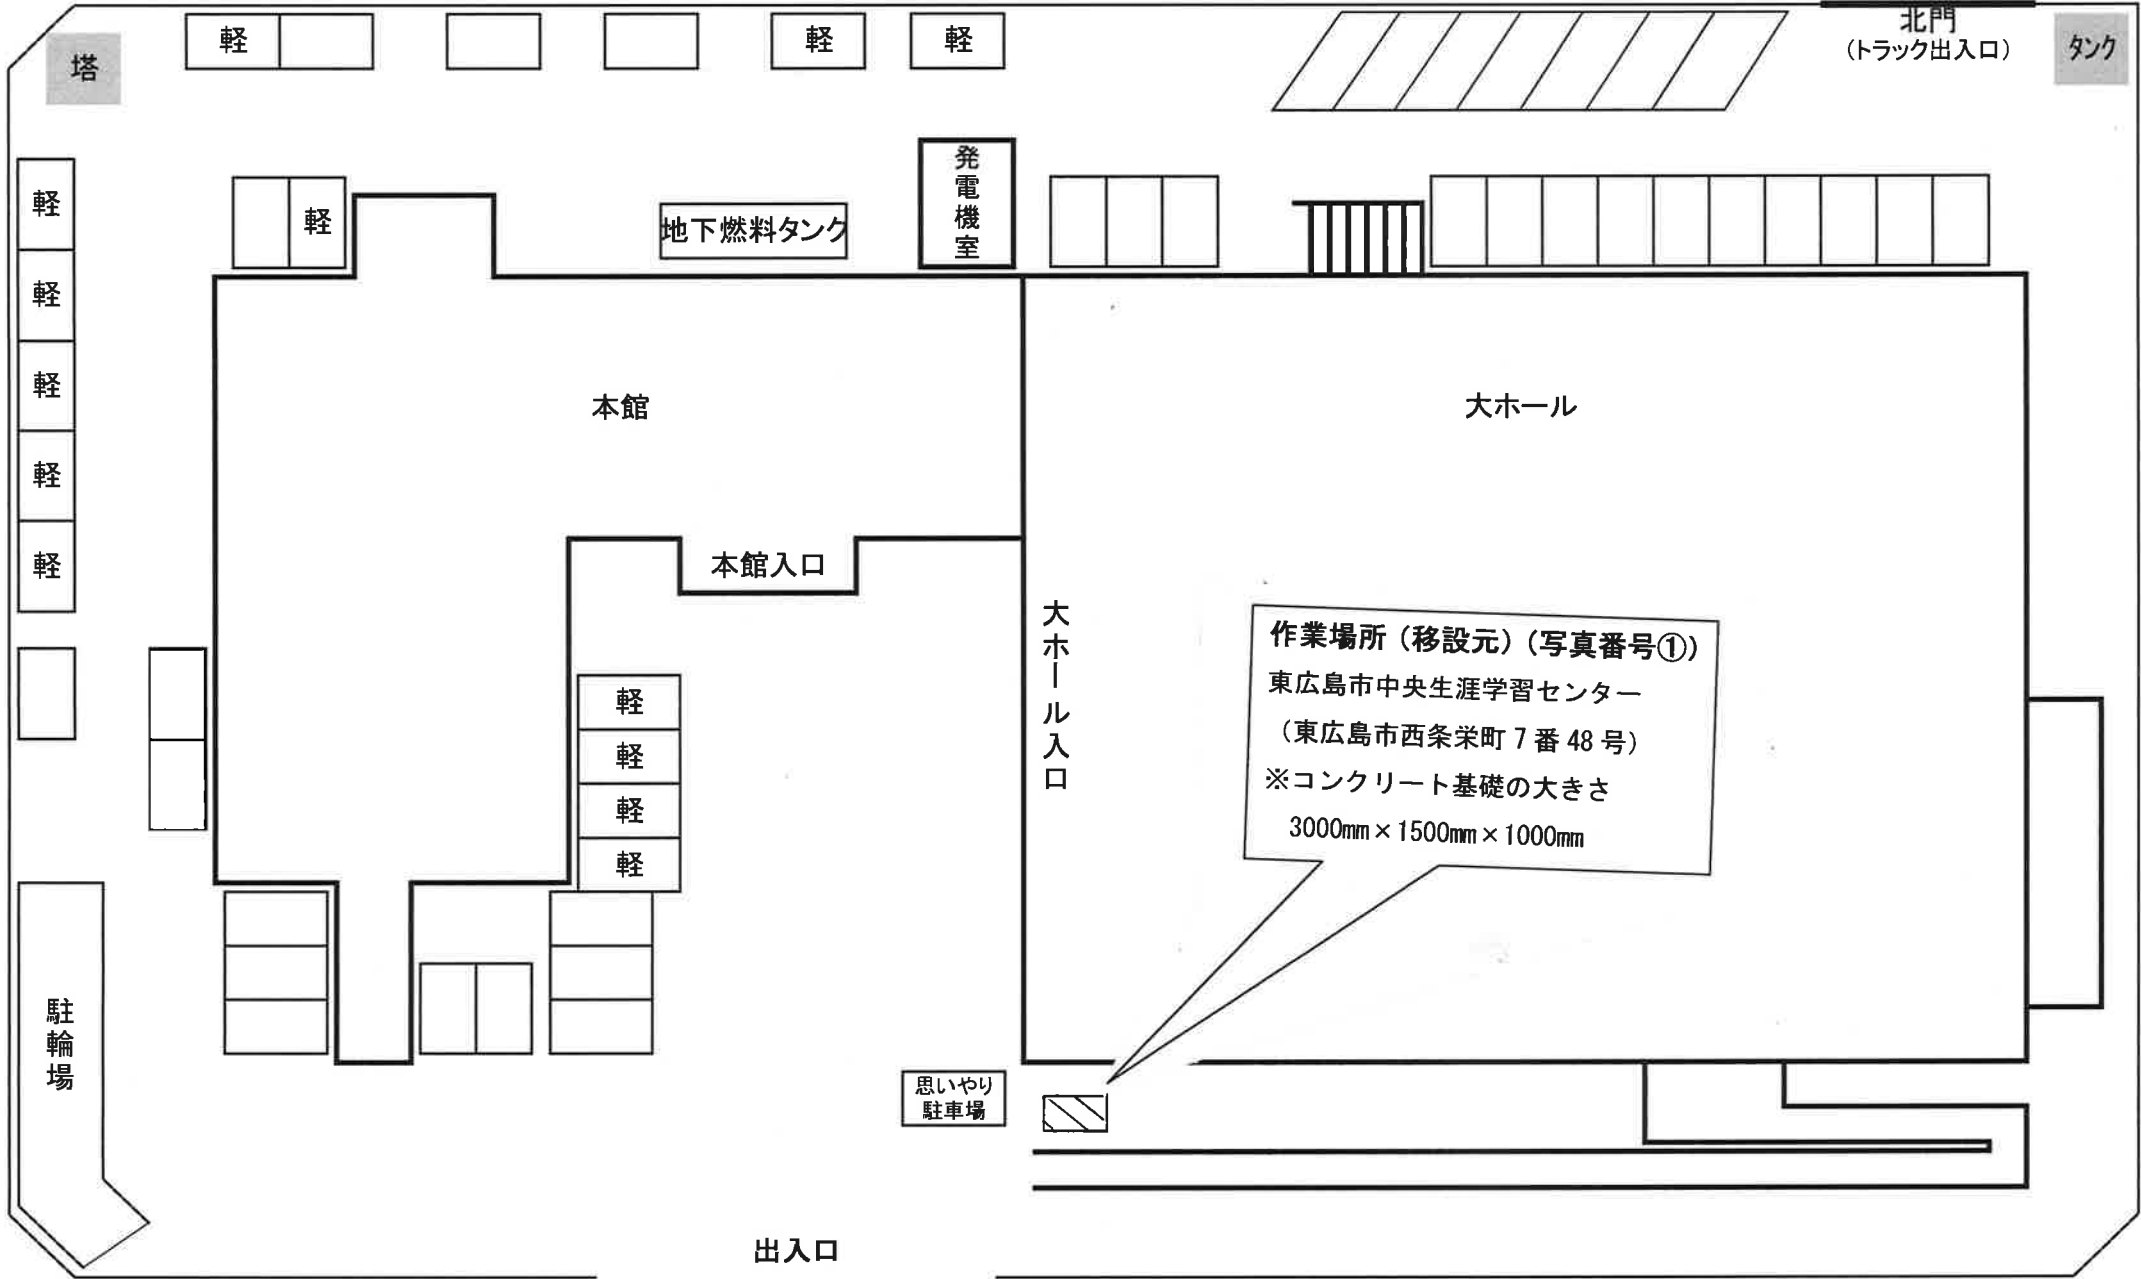 塔
軽
軽
軽
北門
(トラック出入口)
タンク
発電機室
軽
軽
地下燃料タンク
軽
軽
軽
軽
本館
大ホール
本館入口
大ホール入口
作業場所(移設元)(写真番号①)
東広島市中央生涯学習センター
(東広島市西条栄町7番48号)
※コンクリート基礎の大きさ
3000㎜×1500㎜×1000㎜
軽
軽
軽
軽
駐輪場
思いやり
駐車場
出入口